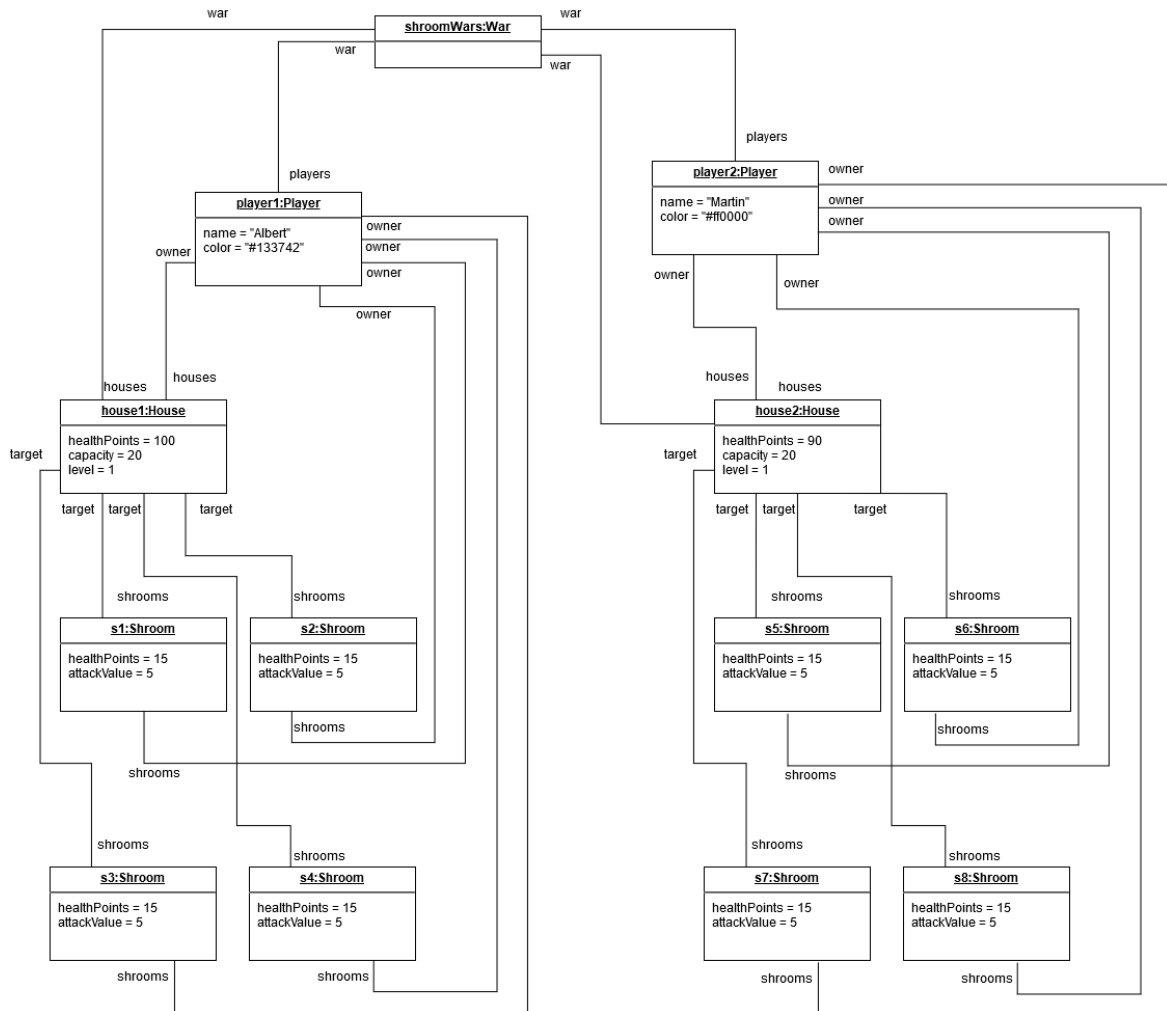 war
war
shroomWars:War
war
war
players
players
player2:Player
owner
name = "Martin"
color = "#ff0000"
owner
owner
owner
owner
player1:Player
name = "Albert"
color = "#133742"
owner
owner
owner
owner
owner
houses
houses
houses
houses
house1:House
healthPoints = 100
capacity = 20
level = 1
house2:House
healthPoints = 90
capacity = 20
level = 1
target
target
target
target
target
target
target
target
shrooms
shrooms
shrooms
shrooms
s1:Shroom
healthPoints = 15
attackValue = 5
s2:Shroom
healthPoints = 15
attackValue = 5
s5:Shroom
healthPoints = 15
attackValue = 5
s6:Shroom
healthPoints = 15
attackValue = 5
shrooms
shrooms
shrooms
shrooms
shrooms
shrooms
shrooms
shrooms
s3:Shroom
healthPoints = 15
attackValue = 5
s4:Shroom
healthPoints = 15
attackValue = 5
s7:Shroom
healthPoints = 15
attackValue = 5
s8:Shroom
healthPoints = 15
attackValue = 5
shrooms
shrooms
shrooms
shrooms